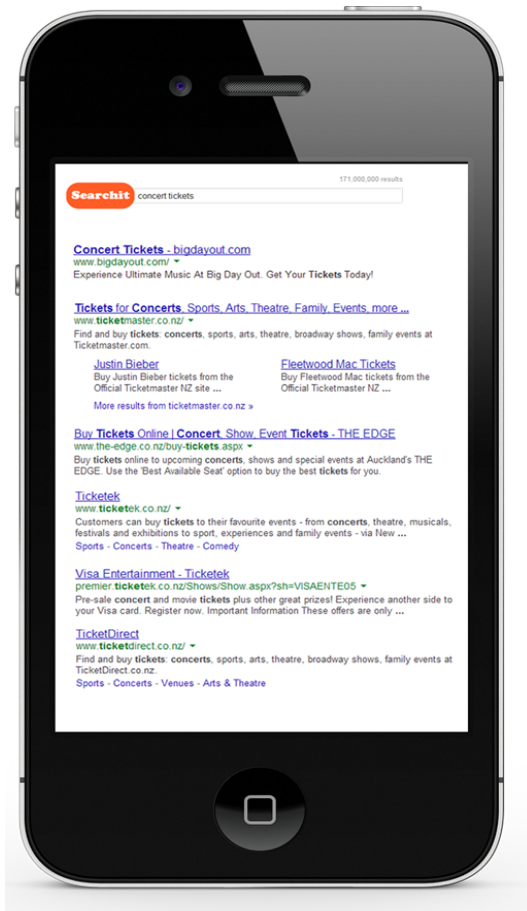 171,000,000 results
Searchit concert tickets
Concert Tickets - bigdayout.com
www.bigdayout.com/
Experience Ultimate Music At Big Day Out. Get Your Tickets Today!
Tickets for Concerts, Sports, Arts, Theatre, Family, Events, more ...
www.ticketmaster.co.nz/
Find and buy tickets: concerts, sports, arts, theatre, broadway shows, family events at
Ticketmaster.com.
Justin Bieber
Buy Justin Bieber tickets from the
Official Ticketmaster NZ site ...
Fleetwood Mac Tickets
Buy Fleetwood Mac tickets from the
Official Ticketmaster NZ ...
More results from ticketmaster.co.nz »
Buy Tickets Online | Concert, Show, Event Tickets - THE EDGE
www.the-edge.co.nz/buy-tickets.aspx
Buy tickets online to upcoming concerts, shows and special events at Auckland's THE
EDGE. Use the 'Best Available Seat' option to buy the best tickets for you.
Ticketek
www.ticketek.co.nz/
Customers can buy tickets to their favourite events - from concerts, theatre, musicals,
festivals and exhibitions to sport, experiences and family events - via New ...
Sports - Concerts - Theatre - Comedy
Visa Entertainment - Ticketek
premier.ticketek.co.nz/Shows/Show.aspx?sh=VISAENTE05
Pre-sale concert and movie tickets plus other great prizes! Experience another side to
your Visa card. Register now. Important Information These offers are only ...
TicketDirect
www.ticketdirect.co.nz/
Find and buy tickets: concerts, sports, arts, theatre, broadway shows, family events at
TicketDirect.co.nz.
Sports - Concerts - Venues - Arts & Theatre